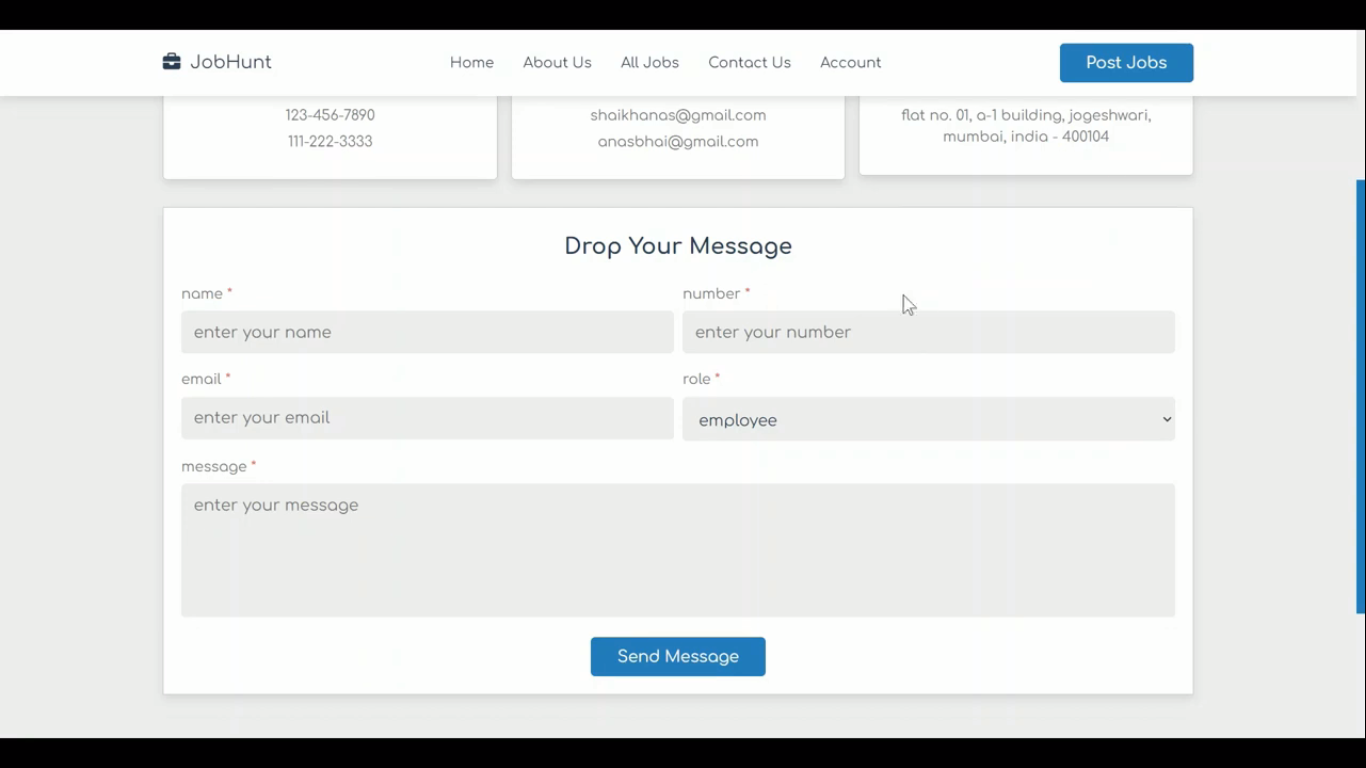 JobHunt
Home
About Us
All Jobs
Contact Us
Account
Post Jobs
123-456-7890
111-222-3333
shaikhanas@gmail.com
anasbhai@gmail.com
flat no. 01, a-1 building, jogeshwari,
mumbai, india - 400104
Drop Your Message
name *
number *
enter your name
enter your number
email *
role *
enter your email
employee
message *
enter your message
Send Message